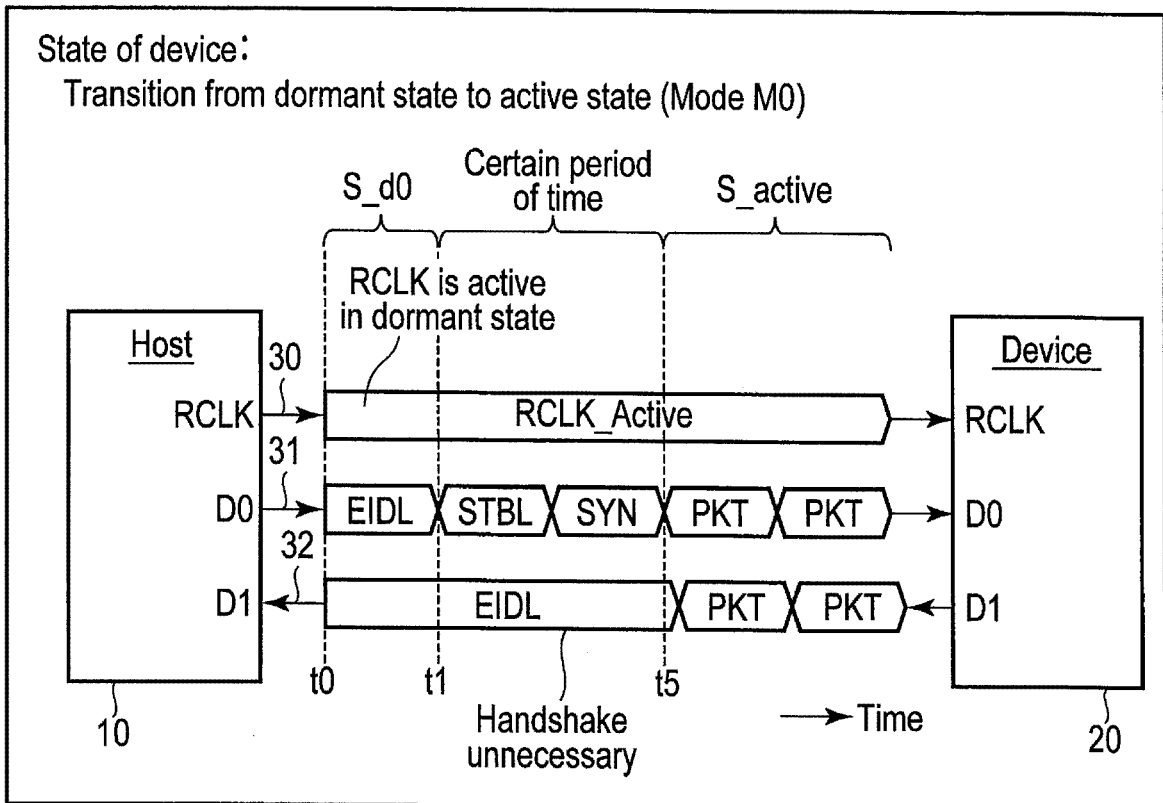 State of device:
Transition from dormant state to active state (Mode M0)
S_d0
Certain period
of time
S_active
RCLK is active
in dormant state
Host
Device
30
RCLK
RCLK_Active
RCLK
31
D0
EIDL
STBL
SYN
PKT
PKT
D0
32
D1
EIDL
PKT
PKT
D1
t0
t1
t5
10
Handshake
unnecessary
Time
20